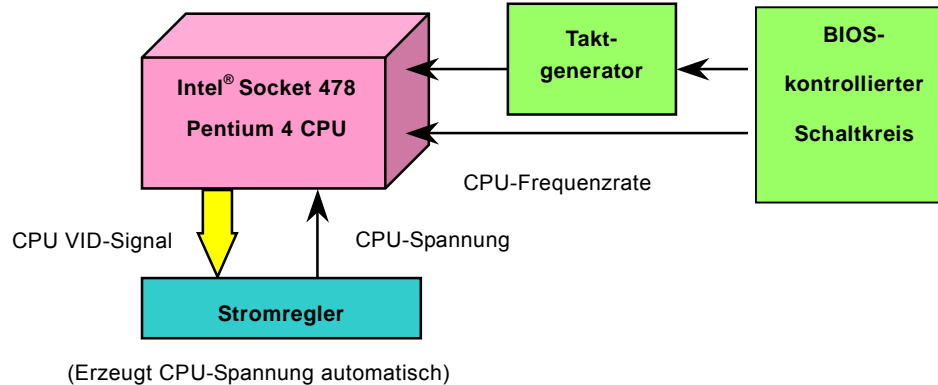 Intel® Socket 478
Pentium 4 CPU
Takt-
generator
BIOS-
kontrollierter
Schaltkreis
CPU-Frequenzrate
CPU VID-Signal
CPU-Spannung
Stromregler
(Erzeugt CPU-Spannung automatisch)